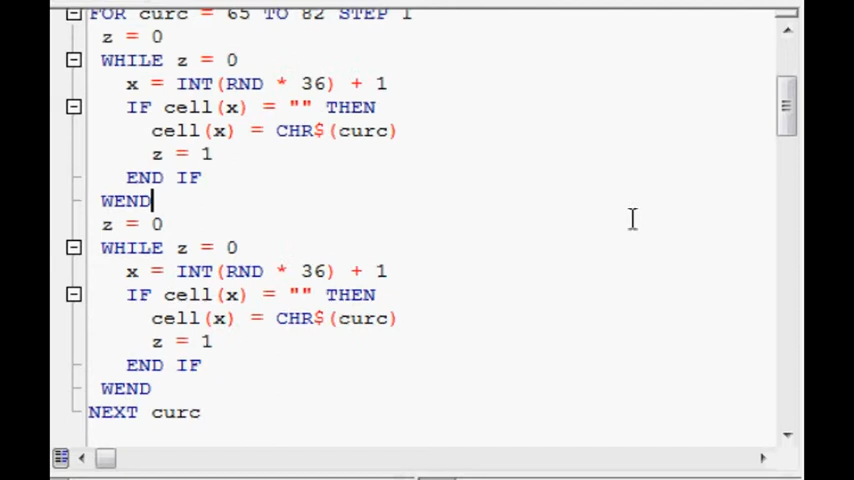 FOR curc = 65 TO 82 STEP 1
z = 0
WHILE z = 0
x = INT(RND * 36) + 1
IF cell(x) = "" THEN
cell(x) = CHR$(curc)
z = 1
END IF
WEND
z = 0
WHILE z = 0
x = INT(RND * 36) + 1
IF cell(x) = "" THEN
cell(x) = CHR$(curc)
z = 1
END IF
WEND
NEXT curc